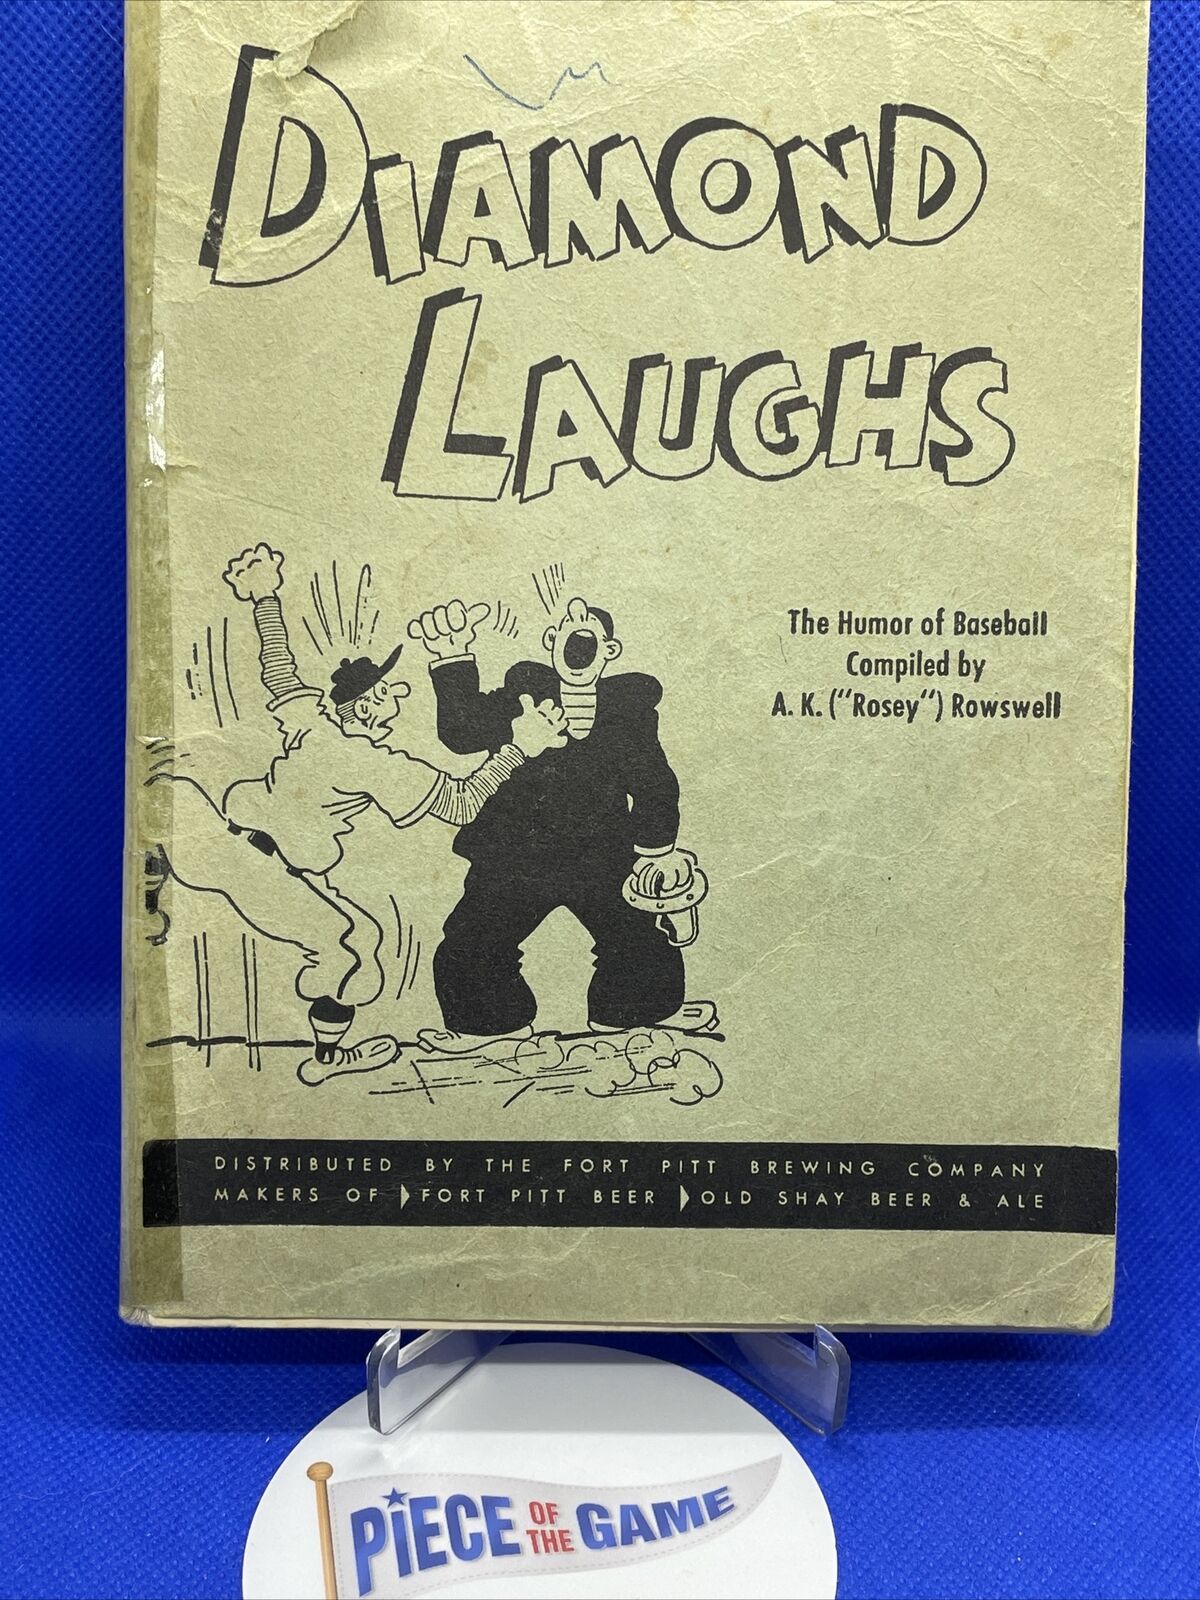 DIAMOND
LAUGHS
The Humor of Baseball
Compiled by
A. K. ("Rosey") Rowswell
DISTRIBUTED BY THE FORT PITT BREWING COMPANY
MAKERS OF FORT PITT BEER OLD SHAY BEER & ALE
PIECE OF THE GAME